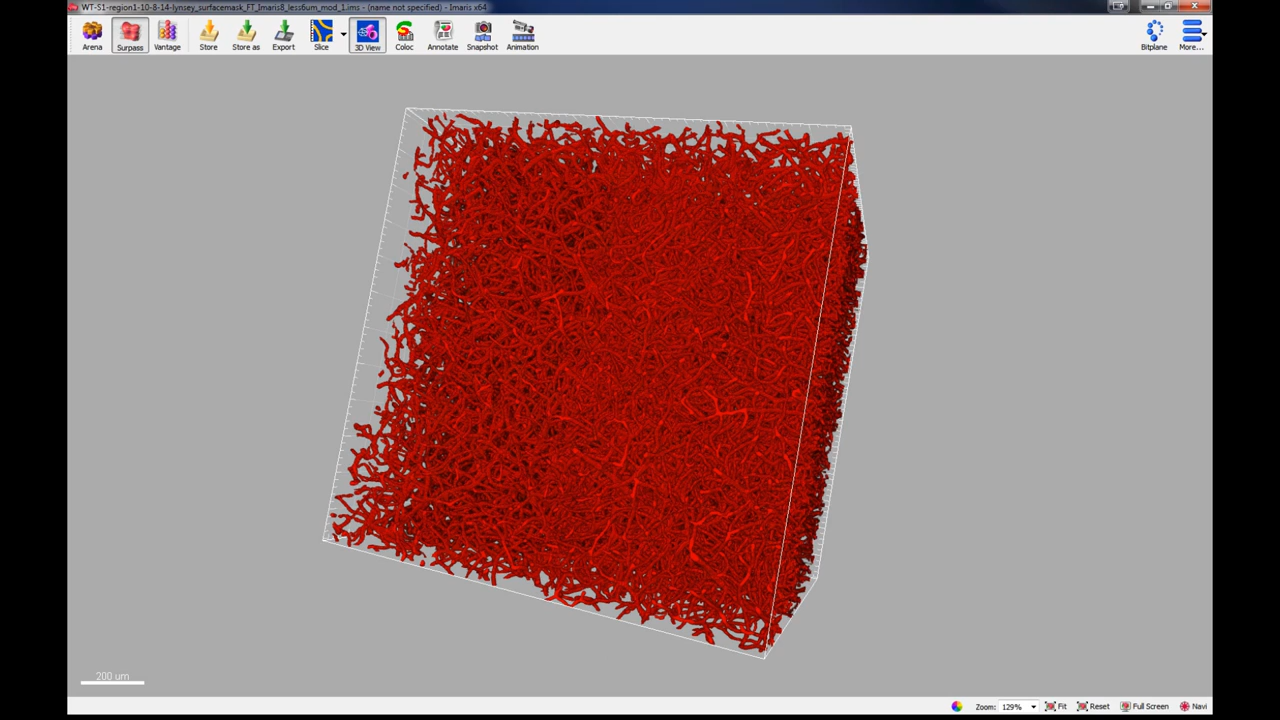 WT-S1-region1-10-8-14-lynsey_surfacemask_FT_Imaris8_less6um_mod_1.ims - (name not specified) - Imaris x64
Arena Surpass Vantage Store Store as Export Slice 3D View Coloc Annotate Snapshot Animation Bitplane More...
200 um
Zoom: 129% Fit Reset Full Screen Navi